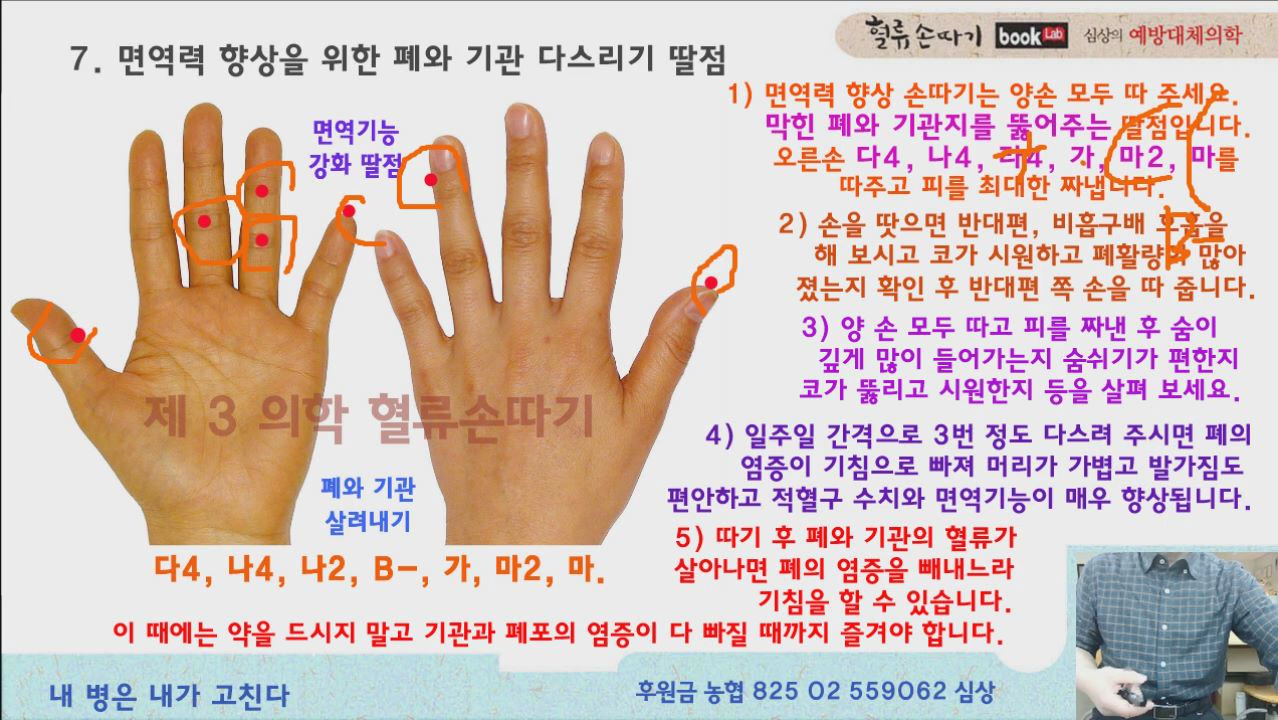 혈류 손따기 book Lab 심상의 예방대체의학
7. 면역력 향상을 위한 폐와 기관 다스리기 딸점
면역기능
강화 딸점
1) 면역력 향상 손따기는 양손 모두 따 주세요.
막힌 폐와 기관지를 뚫어주는 딸점입니다.
오른손 다4, 나4, 라4, 가, 마2, 마를
따주고 피를 최대한 짜냅니다.
2) 손을 땃으면 반대편, 비흡구배 호흡을
해 보시고 코가 시원하고 폐활량이 많아
졌는지 확인 후 반대편 쪽 손을 따 줍니다.
3) 양 손 모두 따고 피를 짜낸 후 숨이
깊게 많이 들어가는지 숨쉬기가 편한지
코가 뚫리고 시원한지 등을 살펴 보세요.
4) 일주일 간격으로 3번 정도 다스려 주시면 폐의
염증이 기침으로 빠져 머리가 가볍고 발가짐도
편안하고 적혈구 수치와 면역기능이 매우 향상됩니다.
5) 따기 후 폐와 기관의 혈류가
살아나면 폐의 염증을 빼내느라
기침을 할 수 있습니다.
이 때에는 약을 드시지 말고 기관과 폐포의 염증이 다 빠질 때까지 즐겨야 합니다.
+
B-
제 3 의학 혈류손따기
폐와 기관
살려내기
다4, 나4, 나2, B-, 가, 마2, 마.
내 병은 내가 고친다
후원금 농협 825 02 559062 심상